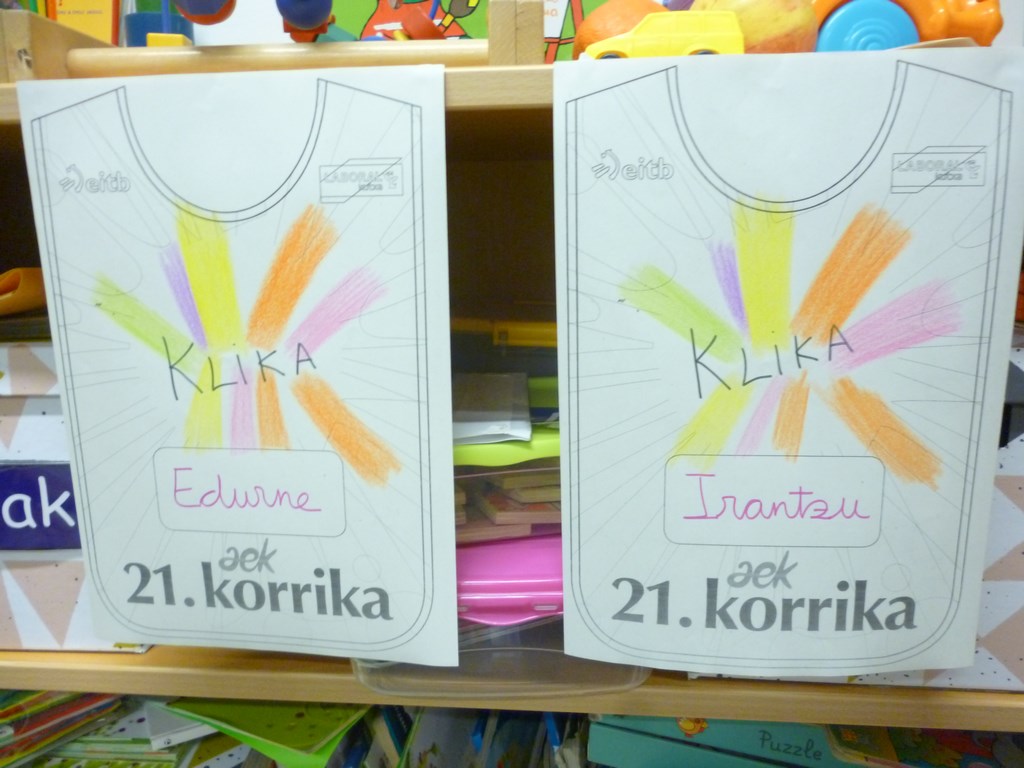 eitb
LABORAL
kutxa
KLIKA
Edurne
aek
21. korrika
eitb
LABORAL
kutxa
KLIKA
Irantzu
aek
21. korrika
ak
Puzzle